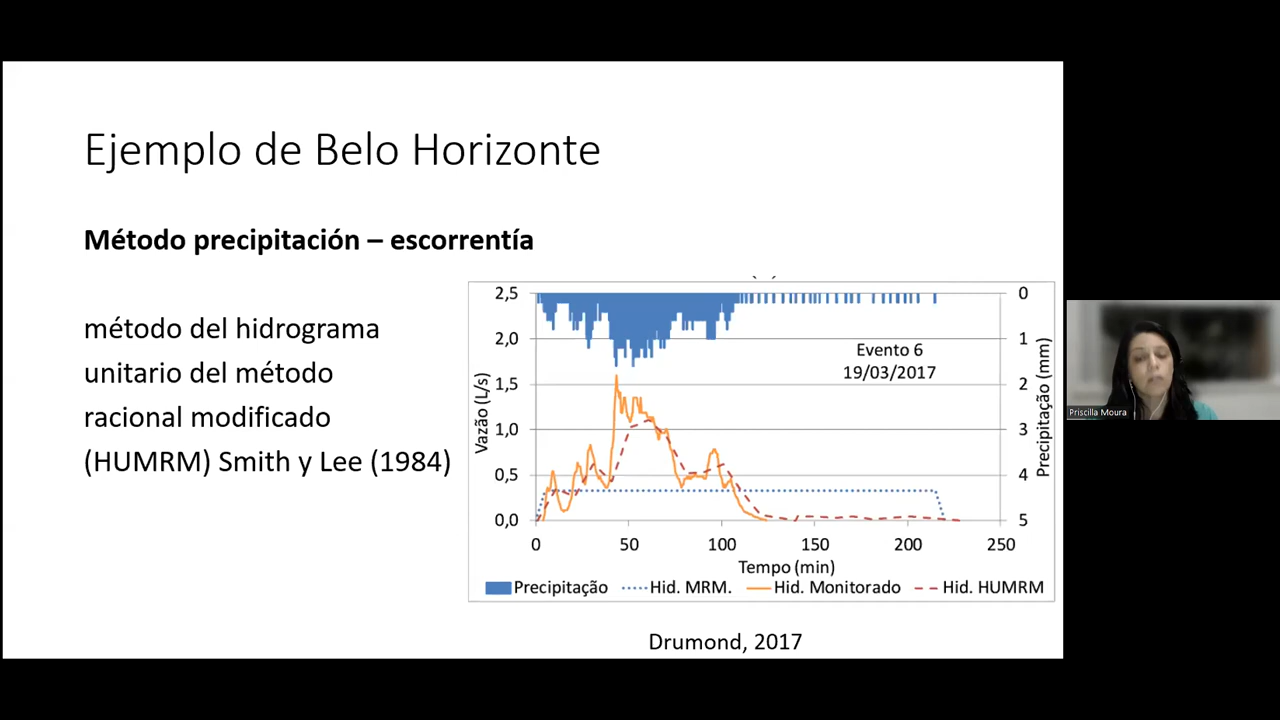 Ejemplo de Belo Horizonte
Método precipitación – escorrentía
método del hidrograma
unitario del método
racional modificado
(HUMRM) Smith y Lee (1984)
2,5
2,0
1,5
1,0
0,5
0,0
Vazão (L/s)
0
1
2
3
4
5
Precipitação (mm)
Evento 6
19/03/2017
0 50 100 150 200 250
Tempo (min)
Precipitação Hid. MRM. Hid. Monitorado Hid. HUMRM
Drumond, 2017
Priscilla Moura